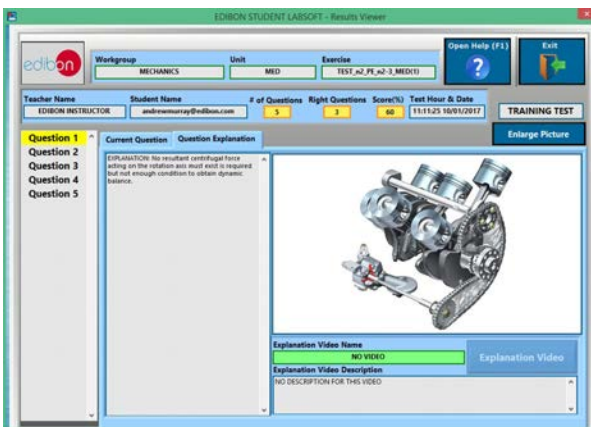 EDIBON STUDENT LABSOFT - Results Viewer
edibon
Workgroup
MECHANICS
Unit
MED
Exercise
TEST_n2_PE_n2-3_MED(1)
Open Help (F1)
?
Exit
Teacher Name
EDIBON INSTRUCTOR
Student Name
andrewmurray@edibon.com
# of Questions
5
Right Questions
3
Score(%)
60
Test Hour & Date
11:11:25 10/01/2017
TRAINING TEST
Enlarge Picture
Question 1
Question 2
Question 3
Question 4
Question 5
Current Question
Question Explanation
EXPLANATION: No resultant centrifugal force
acting on the rotation axis must exist is required
but not enough condition to obtain dynamic
balance.
Explanation Video Name
NO VIDEO
Explanation Video
Explanation Video Description
NO DESCRIPTION FOR THIS VIDEO